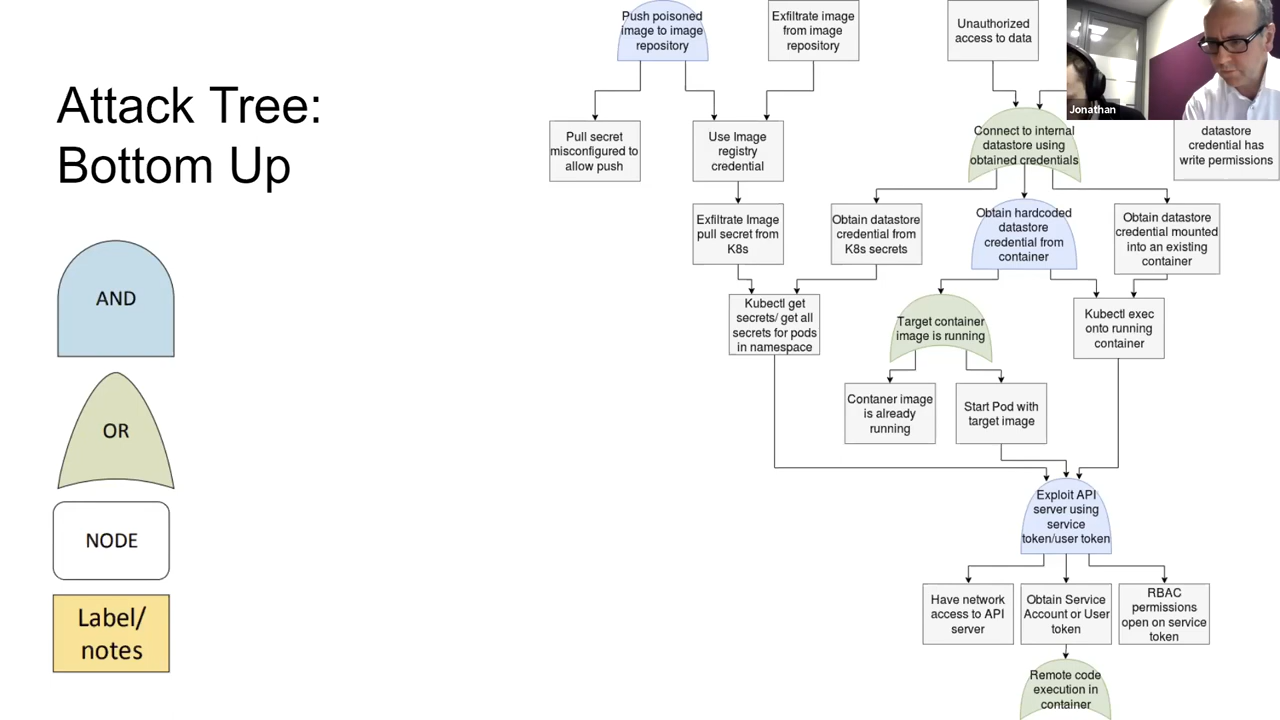 Attack Tree:
Bottom Up
AND
OR
NODE
Label/
notes
Push poisoned
image to image
repository
Exfiltrate image
from image
repository
Unauthorized
access to data
Jonathan
Pull secret
misconfigured to
allow push
Use Image
registry
credential
Connect to internal
datastore using
obtained credentials
datastore
credential has
write permissions
Exfiltrate Image
pull secret from
K8s
Obtain datastore
credential from
K8s secrets
Obtain hardcoded
datastore
credential from
container
Obtain datastore
credential mounted
into an existing
container
Kubectl get
secrets/ get all
secrets for pods
in namespace
Target container
image is running
Kubectl exec
onto running
container
Contaner image
is already
running
Start Pod with
target image
Exploit API
server using
service
token/user token
Have network
access to API
server
Obtain Service
Account or User
token
RBAC
permissions
open on service
token
Remote code
execution in
container